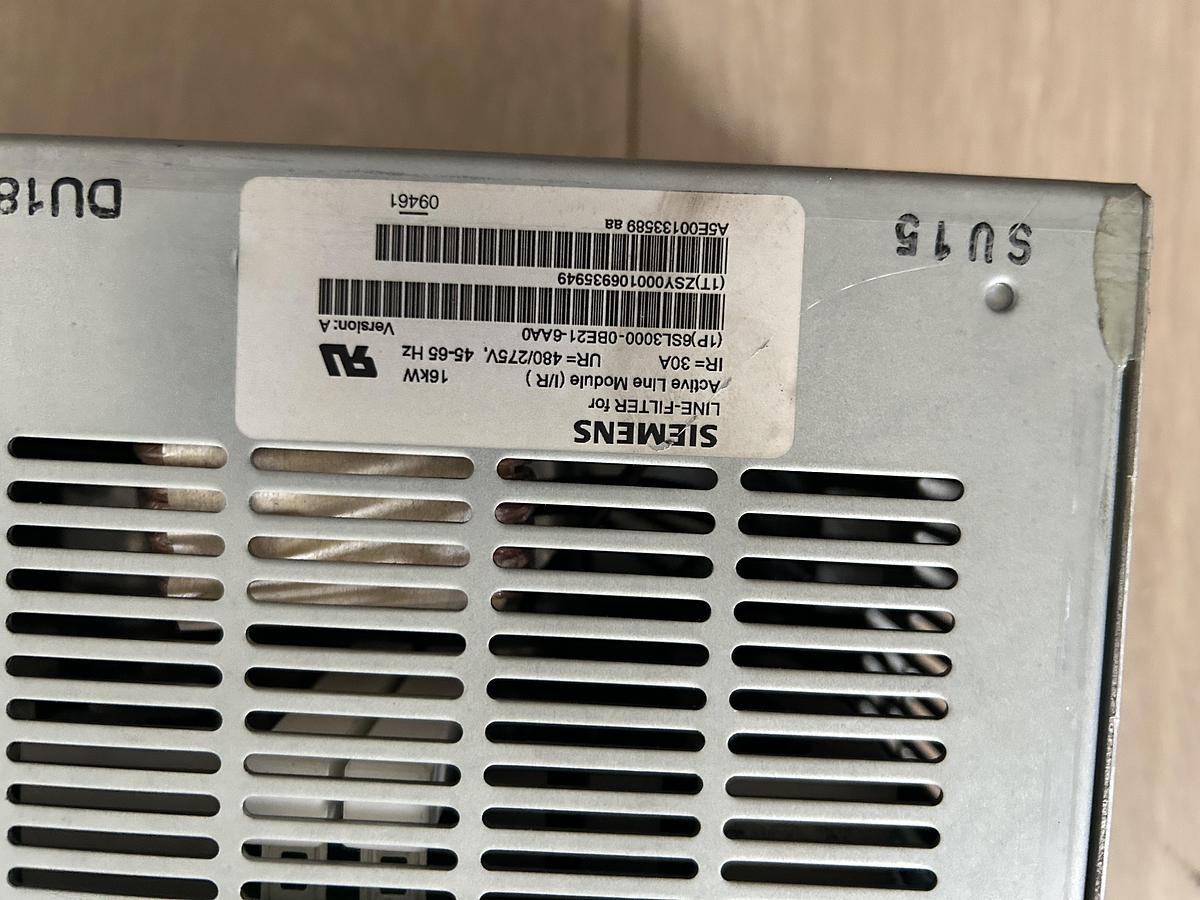 SIEMENS
LINE-FILTER for
Active Line Module (I/R) 16kW
IR= 30A UR= 480/275V, 45-65 Hz
(1P)6SL3000-0BE21-6AA0 Version: A
(1T)ZSY000106935949
A5E00133589 aa
09461
SU15
DU18